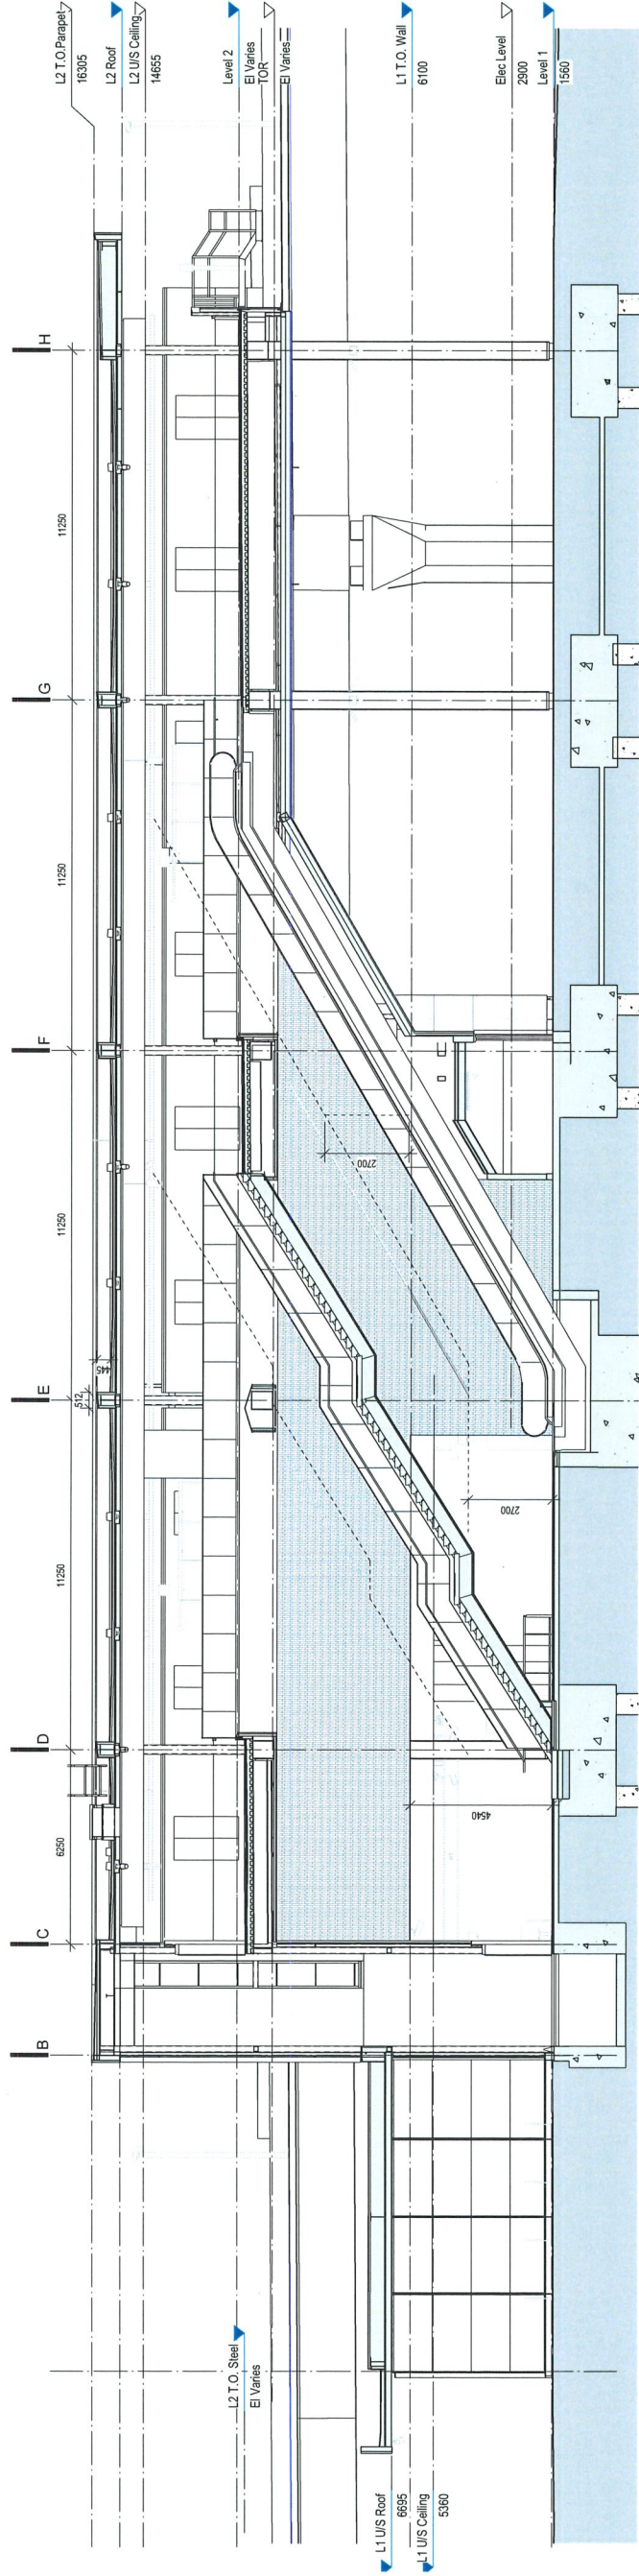 L2 T.O.Parapet
16305
L2 Roof
L2 U/S Ceiling
14655
Level 2
El Varies
TOR
El Varies
L1 T.O. Wall
6100
Elec Level
2900
Level 1
1560
H
G
F
E
D
C
B
11250
11250
11250
11250
6250
445
512
2700
2700
4540
L2 T.O. Steel
El Varies
L1 U/S Roof
6695
L1 U/S Ceiling
5360